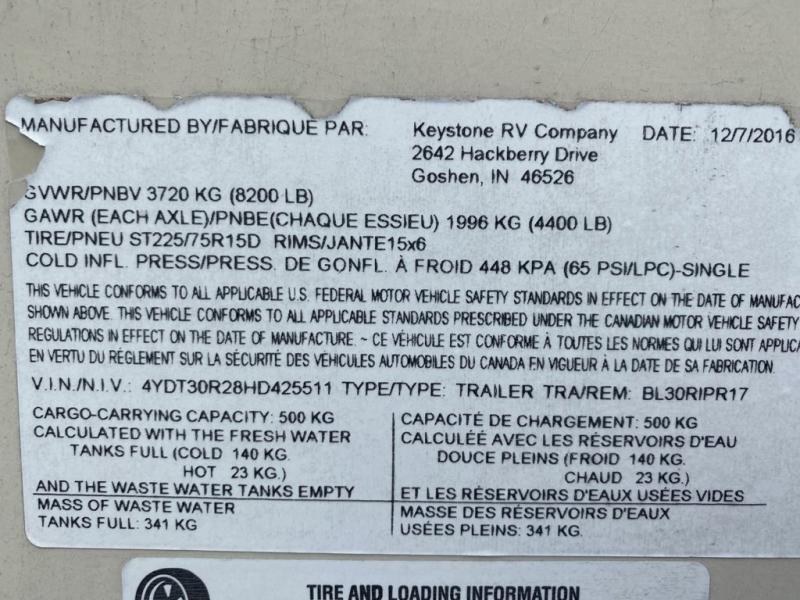 MANUFACTURED BY/FABRIQUE PAR: Keystone RV Company DATE: 12/7/2016
2642 Hackberry Drive
Goshen, IN 46526
GVWR/PNBV 3720 KG (8200 LB)
GAWR (EACH AXLE)/PNBE(CHAQUE ESSIEU) 1996 KG (4400 LB)
TIRE/PNEU ST225/75R15D RIMS/JANTE15x6
COLD INFL. PRESS/PRESS. DE GONFL. À FROID 448 KPA (65 PSI/LPC)-SINGLE
THIS VEHICLE CONFORMS TO ALL APPLICABLE U.S. FEDERAL MOTOR VEHICLE SAFETY STANDARDS IN EFFECT ON THE DATE OF MANUFAC
SHOWN ABOVE. THIS VEHICLE CONFORMS TO ALL APPLICABLE STANDARDS PRESCRIBED UNDER THE CANADIAN MOTOR VEHICLE SAFETY
REGULATIONS IN EFFECT ON THE DATE OF MANUFACTURE. ~ CE VÉHICULE EST CONFORME À TOUTES LES NORMES QUI LUI SONT APPLICA
EN VERTU DU RÉGLEMENT SUR LA SÉCURITÉ DES VÉHICULES AUTOMOBILES DU CANADA EN VIGUEUR À LA DATE DE SA FABRICATION.
V.I.N./N.I.V.: 4YDT30R28HD425511 TYPE/TYPE: TRAILER TRA/REM: BL30RIPR17
CARGO-CARRYING CAPACITY: 500 KG
CALCULATED WITH THE FRESH WATER
TANKS FULL (COLD 140 KG.
HOT 23 KG.)
AND THE WASTE WATER TANKS EMPTY
MASS OF WASTE WATER
TANKS FULL: 341 KG
CAPACITÉ DE CHARGEMENT: 500 KG
CALCULÉE AVEC LES RÉSERVOIRS D'EAU
DOUCE PLEINS (FROID 140 KG.
CHAUD 23 KG.)
ET LES RÉSERVOIRS D'EAUX USÉES VIDES
MASSE DES RÉSERVOIRS D'EAUX
USÉES PLEINS: 341 KG.
TIRE AND LOADING INFORMATION